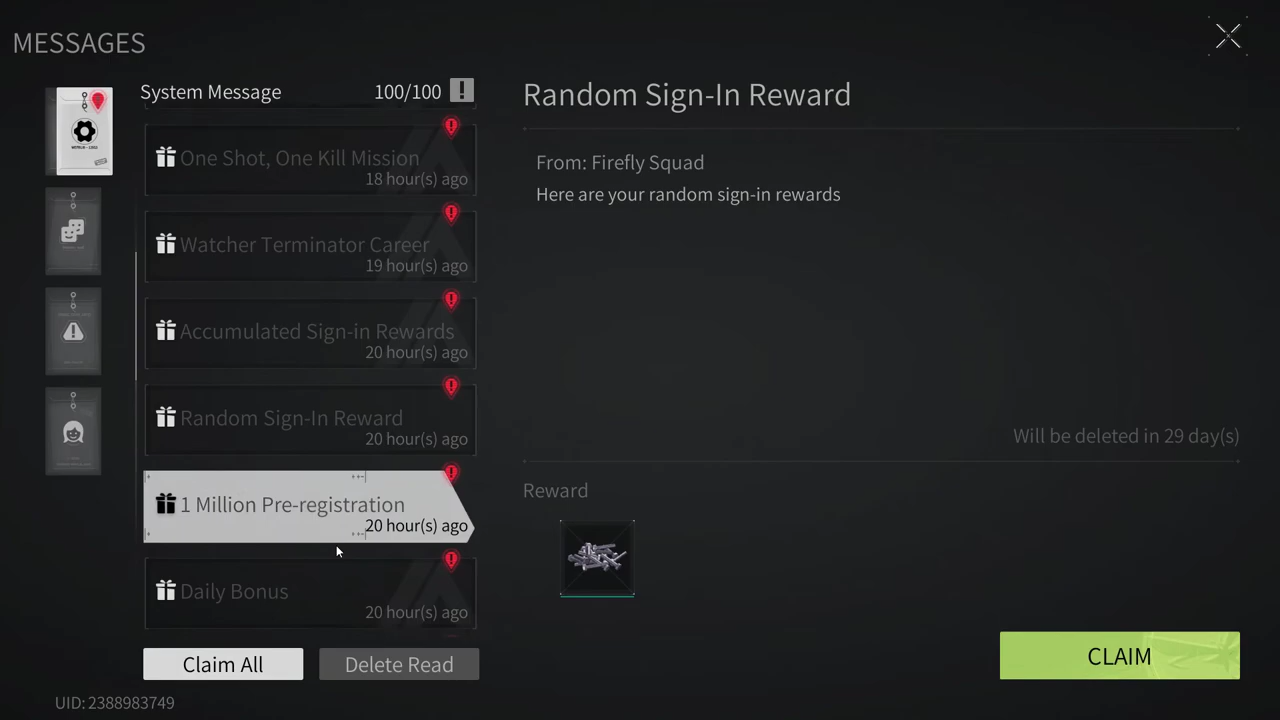 MESSAGES
System Message 100/100
One Shot, One Kill Mission
18 hour(s) ago
Watcher Terminator Career
19 hour(s) ago
Accumulated Sign-in Rewards
20 hour(s) ago
Random Sign-In Reward
20 hour(s) ago
1 Million Pre-registration
20 hour(s) ago
Daily Bonus
20 hour(s) ago
Claim All
Delete Read
Random Sign-In Reward
From: Firefly Squad
Here are your random sign-in rewards
Will be deleted in 29 day(s)
Reward
CLAIM
UID: 2388983749